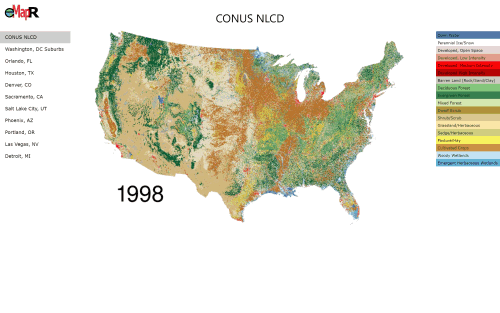 eMapR
CONUS NLCD
CONUS NLCD
Washington, DC Suburbs
Orlando, FL
Houston, TX
Denver, CO
Sacramento, CA
Salt Lake City, UT
Phoenix, AZ
Portland, OR
Las Vegas, NV
Detroit, MI
1998
Open Water
Perennial Ice/Snow
Developed, Open Space
Developed, Low Intensity
Developed, Medium Intensity
Developed High Intensity
Barren Land (Rock/Sand/Clay)
Deciduous Forest
Evergreen Forest
Mixed Forest
Dwarf Scrub
Shrub/Scrub
Grassland/Herbaceous
Sedge/Herbaceous
Pasture/Hay
Cultivated Crops
Woody Wetlands
Emergent Herbaceous Wetlands